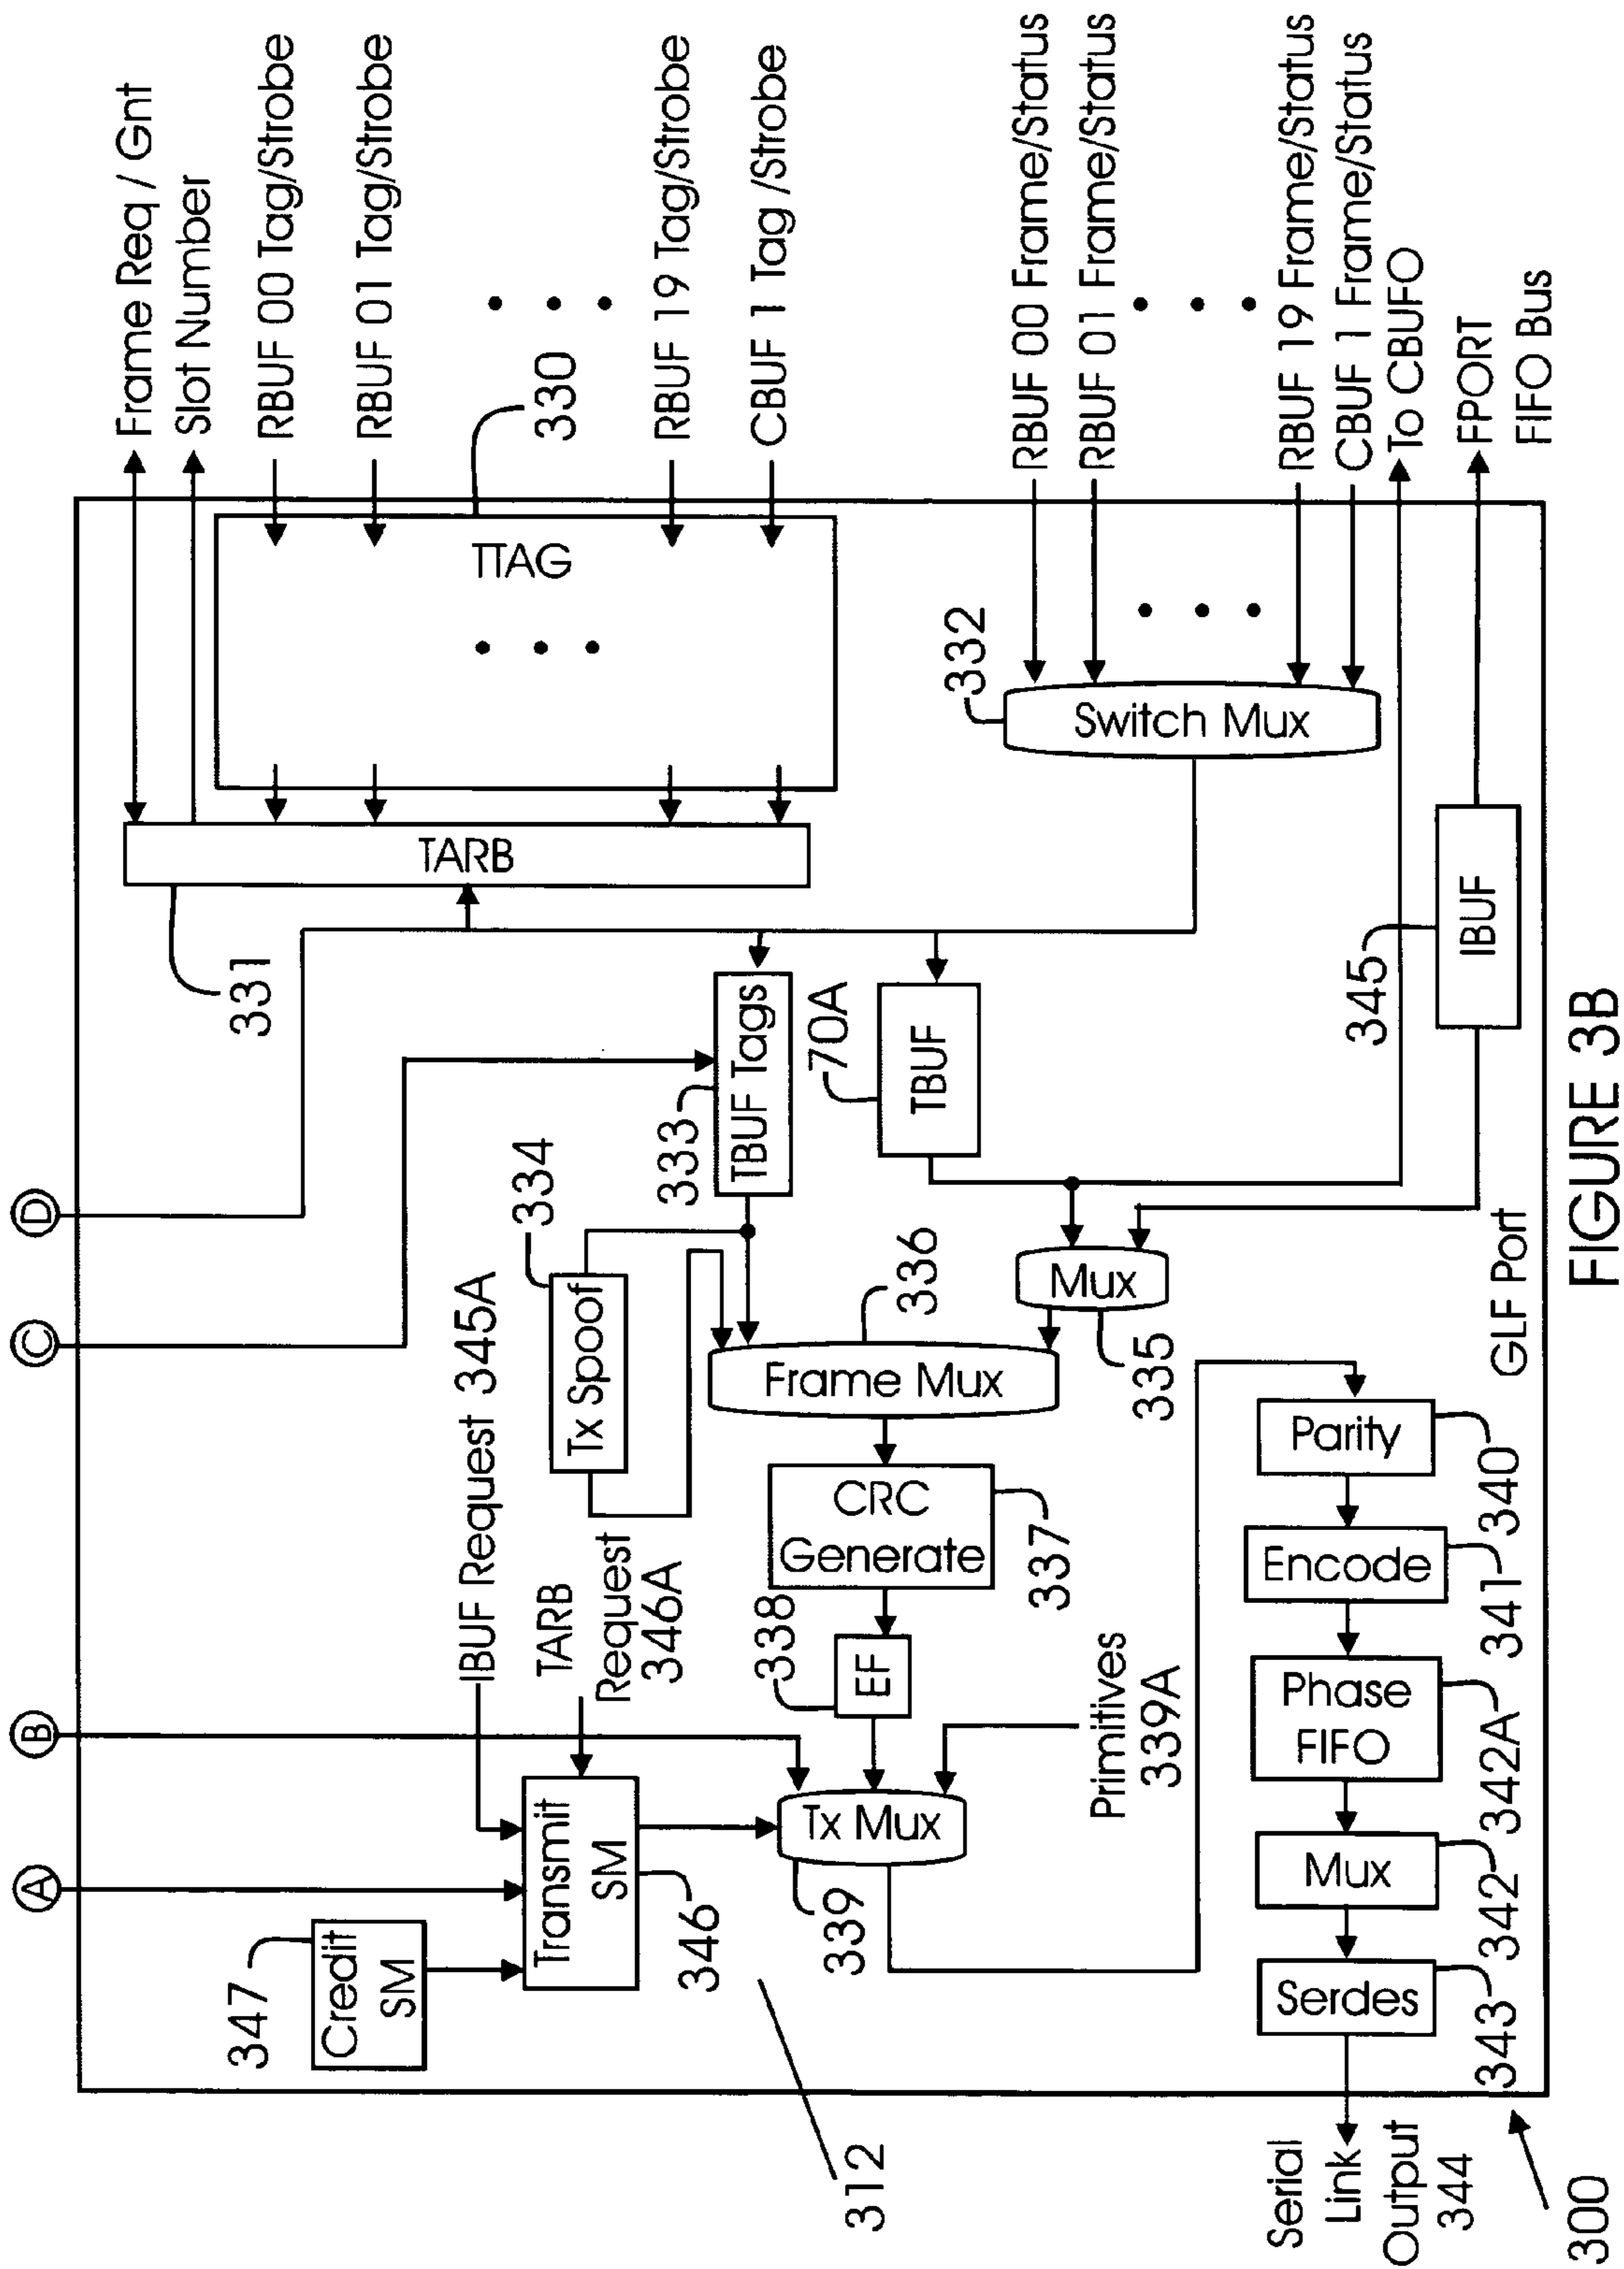 A
B
C
D
Frame Req / Gnt
Slot Number
RBUF 00 Tag/Strobe
RBUF 01 Tag/Strobe
RBUF 19 Tag/Strobe
CBUF 1 Tag /Strobe
330
TTAG
TARB
331
RBUF 00 Frame/Status
RBUF 01 Frame/Status
RBUF 19 Frame/Status
CBUF 1 Frame/Status
To CBUFO
FPORT
FIFO Bus
332
Switch Mux
345
IBUF
333
TBUF Tags
70A
TBUF
334
Tx Spoof
336
Frame Mux
Mux
335
GLF Port
IBUF Request 345A
TARB
Request
346A
CRC
Generate
337
338
EF
Primitives
339A
347
Credit
SM
Transmit
SM
346
Tx Mux
339
312
Parity
340
Encode
341
Phase
FIFO
342A
Mux
342
Serdes
343
Serial
Link
Output
344
300
FIGURE 3B